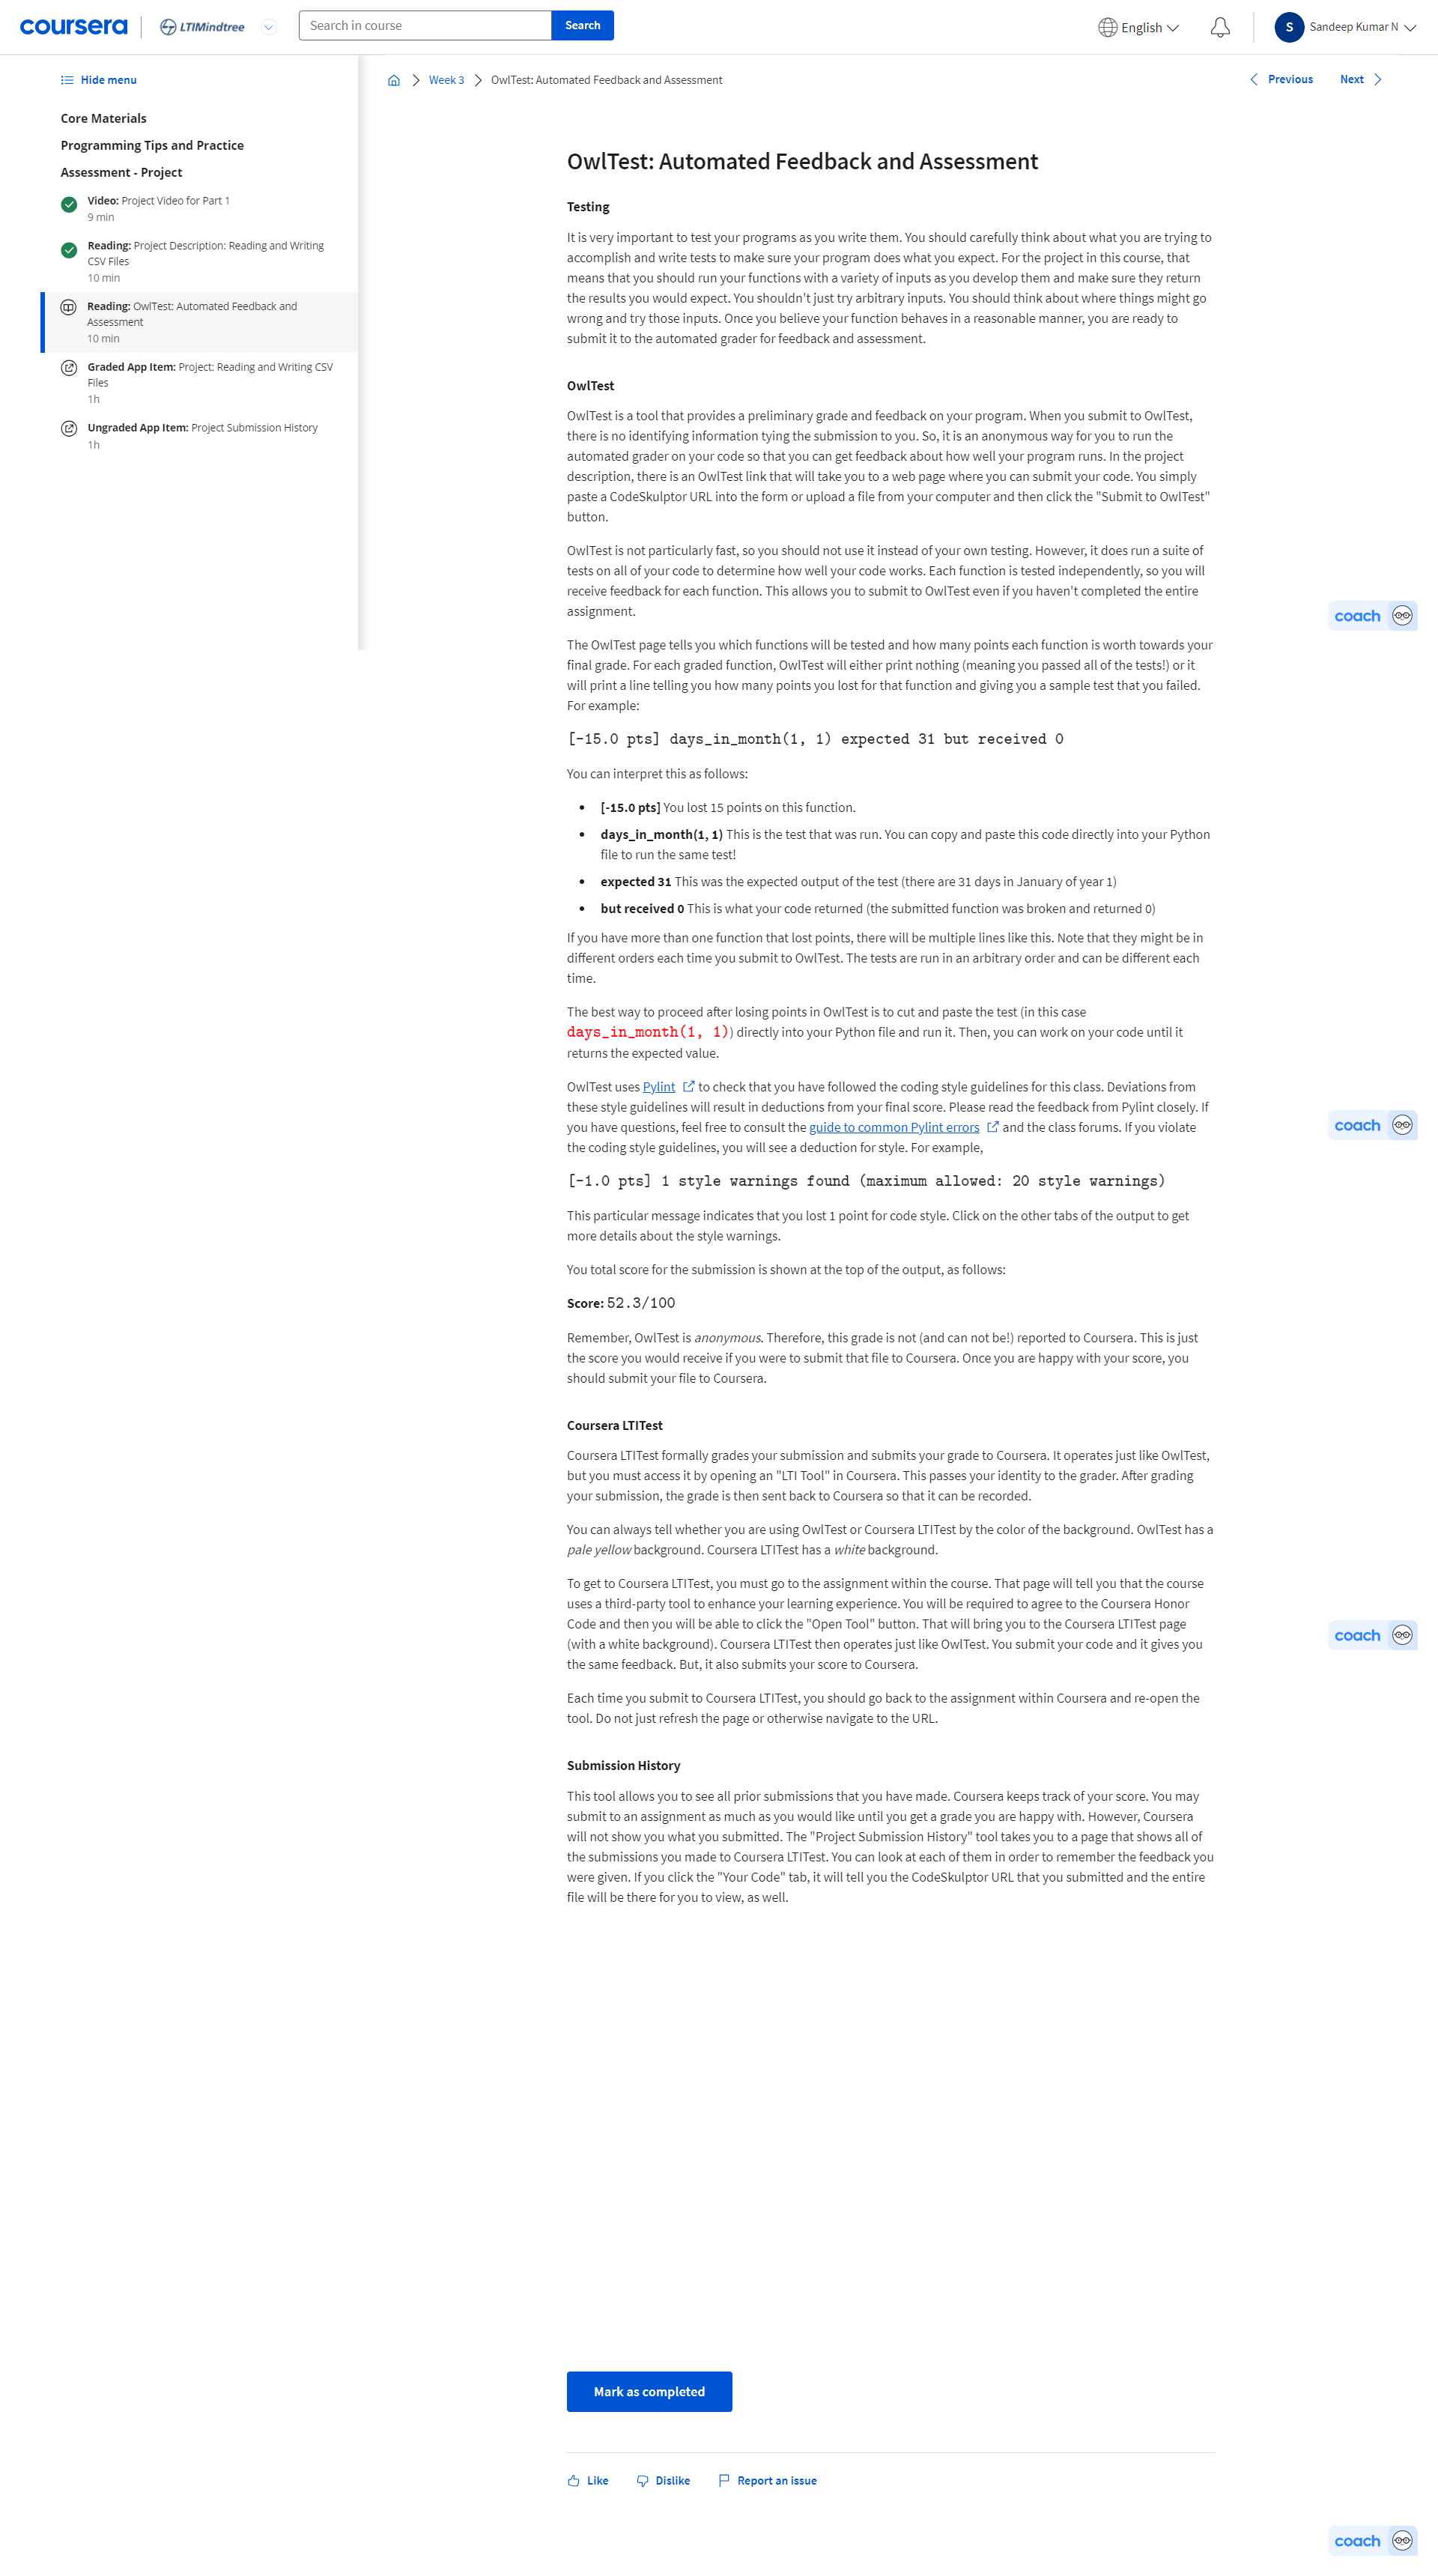 coursera
LTIMindtree
Search in course
Search
English
S
Sandeep Kumar N
Hide menu
Core Materials
Programming Tips and Practice
Assessment - Project
Video: Project Video for Part 1
9 min
Reading: Project Description: Reading and Writing
CSV Files
10 min
Reading: OwlTest: Automated Feedback and
Assessment
10 min
Graded App Item: Project: Reading and Writing CSV
Files
1h
Ungraded App Item: Project Submission History
1h
Week 3
OwlTest: Automated Feedback and Assessment
Previous
Next
OwlTest: Automated Feedback and Assessment
Testing
It is very important to test your programs as you write them. You should carefully think about what you are trying to
accomplish and write tests to make sure your program does what you expect. For the project in this course, that
means that you should run your functions with a variety of inputs as you develop them and make sure they return
the results you would expect. You shouldn't just try arbitrary inputs. You should think about where things might go
wrong and try those inputs. Once you believe your function behaves in a reasonable manner, you are ready to
submit it to the automated grader for feedback and assessment.
OwlTest
OwlTest is a tool that provides a preliminary grade and feedback on your program. When you submit to OwlTest,
there is no identifying information tying the submission to you. So, it is an anonymous way for you to run the
automated grader on your code so that you can get feedback about how well your program runs. In the project
description, there is an OwlTest link that will take you to a web page where you can submit your code. You simply
paste a CodeSkulptor URL into the form or upload a file from your computer and then click the "Submit to OwlTest"
button.
OwlTest is not particularly fast, so you should not use it instead of your own testing. However, it does run a suite of
tests on all of your code to determine how well your code works. Each function is tested independently, so you will
receive feedback for each function. This allows you to submit to OwlTest even if you haven't completed the entire
assignment.
coach
The OwlTest page tells you which functions will be tested and how many points each function is worth towards your
final grade. For each graded function, OwlTest will either print nothing (meaning you passed all of the tests!) or it
will print a line telling you how many points you lost for that function and giving you a sample test that you failed.
For example:
[-15.0 pts] days_in_month(1, 1) expected 31 but received 0
You can interpret this as follows:
• [-15.0 pts] You lost 15 points on this function.
• days_in_month(1, 1) This is the test that was run. You can copy and paste this code directly into your Python
file to run the same test!
• expected 31 This was the expected output of the test (there are 31 days in January of year 1)
• but received 0 This is what your code returned (the submitted function was broken and returned 0)
If you have more than one function that lost points, there will be multiple lines like this. Note that they might be in
different orders each time you submit to OwlTest. The tests are run in an arbitrary order and can be different each
time.
The best way to proceed after losing points in OwlTest is to cut and paste the test (in this case
days_in_month(1, 1)) directly into your Python file and run it. Then, you can work on your code until it
returns the expected value.
OwlTest uses Pylint to check that you have followed the coding style guidelines for this class. Deviations from
these style guidelines will result in deductions from your final score. Please read the feedback from Pylint closely. If
you have questions, feel free to consult the guide to common Pylint errors and the class forums. If you violate
the coding style guidelines, you will see a deduction for style. For example,
coach
[-1.0 pts] 1 style warnings found (maximum allowed: 20 style warnings)
This particular message indicates that you lost 1 point for code style. Click on the other tabs of the output to get
more details about the style warnings.
You total score for the submission is shown at the top of the output, as follows:
Score: 52.3/100
Remember, OwlTest is anonymous. Therefore, this grade is not (and can not be!) reported to Coursera. This is just
the score you would receive if you were to submit that file to Coursera. Once you are happy with your score, you
should submit your file to Coursera.
Coursera LTITest
Coursera LTITest formally grades your submission and submits your grade to Coursera. It operates just like OwlTest,
but you must access it by opening an "LTI Tool" in Coursera. This passes your identity to the grader. After grading
your submission, the grade is then sent back to Coursera so that it can be recorded.
You can always tell whether you are using OwlTest or Coursera LTITest by the color of the background. OwlTest has a
pale yellow background. Coursera LTITest has a white background.
To get to Coursera LTITest, you must go to the assignment within the course. That page will tell you that the course
uses a third-party tool to enhance your learning experience. You will be required to agree to the Coursera Honor
Code and then you will be able to click the "Open Tool" button. That will bring you to the Coursera LTITest page
(with a white background). Coursera LTITest then operates just like OwlTest. You submit your code and it gives you
the same feedback. But, it also submits your score to Coursera.
coach
Each time you submit to Coursera LTITest, you should go back to the assignment within Coursera and re-open the
tool. Do not just refresh the page or otherwise navigate to the URL.
Submission History
This tool allows you to see all prior submissions that you have made. Coursera keeps track of your score. You may
submit to an assignment as much as you would like until you get a grade you are happy with. However, Coursera
will not show you what you submitted. The "Project Submission History" tool takes you to a page that shows all of
the submissions you made to Coursera LTITest. You can look at each of them in order to remember the feedback you
were given. If you click the "Your Code" tab, it will tell you the CodeSkulptor URL that you submitted and the entire
file will be there for you to view, as well.
Mark as completed
Like
Dislike
Report an issue
coach